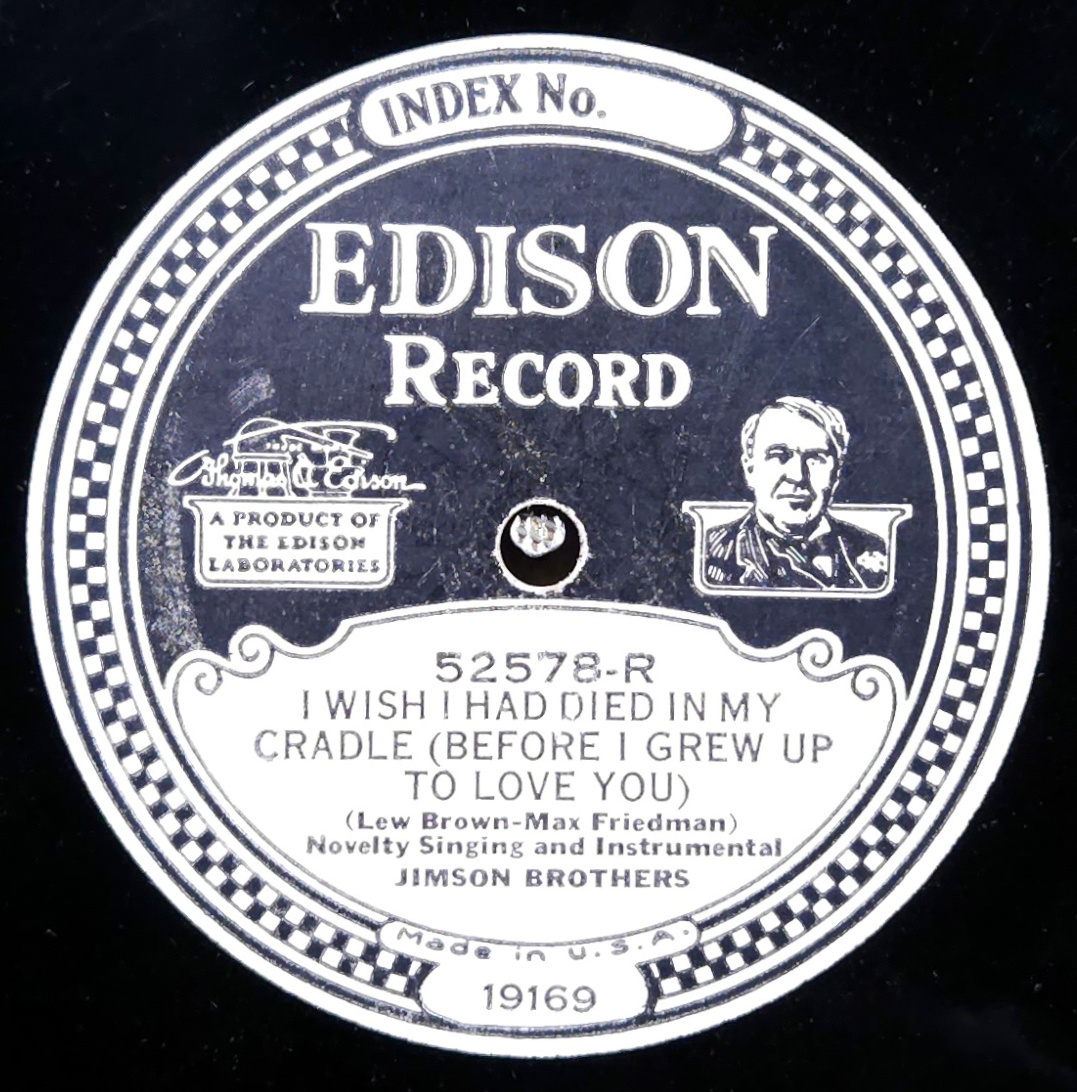 INDEX No.
EDISON
RECORD
Thomas A Edison
A PRODUCT OF
THE EDISON
LABORATORIES
52578-R
I WISH I HAD DIED IN MY
CRADLE (BEFORE I GREW UP
TO LOVE YOU)
(Lew Brown-Max Friedman)
Novelty Singing and Instrumental
JIMSON BROTHERS
Made in U.S.A.
19169